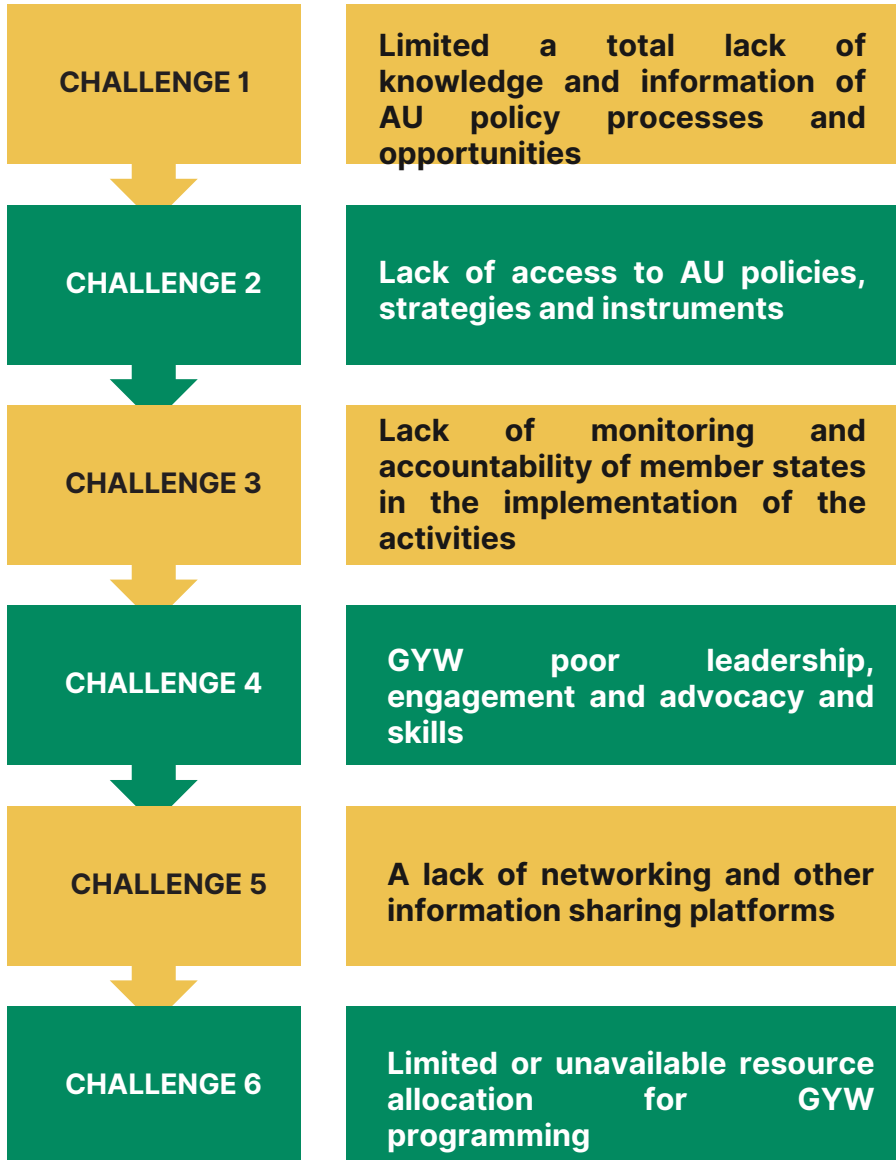 CHALLENGE 1
Limited a total lack of
knowledge and information of
AU policy processes and
opportunities
CHALLENGE 2
Lack of access to AU policies,
strategies and instruments
CHALLENGE 3
Lack of monitoring and
accountability of member states
in the implementation of the
activities
CHALLENGE 4
GYW poor leadership,
engagement and advocacy and
skills
CHALLENGE 5
A lack of networking and other
information sharing platforms
CHALLENGE 6
Limited or unavailable resource
allocation for GYW
programming